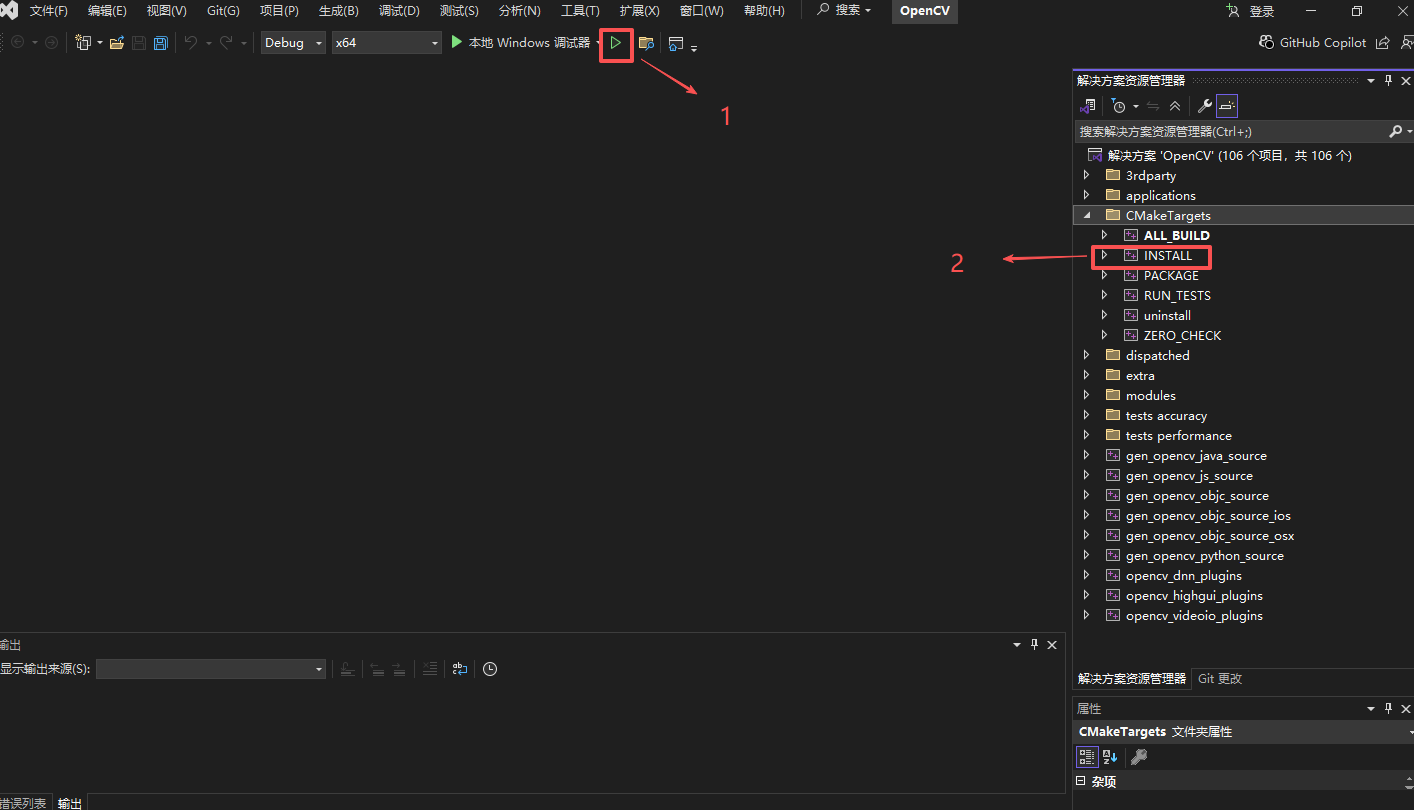 文件(F) 编辑(E) 视图(V) Git(G) 项目(P) 生成(B) 调试(D) 测试(S) 分析(N) 工具(T) 扩展(X) 窗口(W) 帮助(H) 搜索 OpenCV 登录
Debug x64 本地 Windows 调试器 GitHub Copilot
1
解决方案资源管理器
搜索解决方案资源管理器(Ctrl+;)
解决方案 'OpenCV' (106 个项目，共 106 个)
3rdparty
applications
CMakeTargets
ALL_BUILD
2 INSTALL
PACKAGE
RUN_TESTS
uninstall
ZERO_CHECK
dispatched
extra
modules
tests accuracy
tests performance
gen_opencv_java_source
gen_opencv_js_source
gen_opencv_objc_source
gen_opencv_objc_source_ios
gen_opencv_objc_source_osx
gen_opencv_python_source
opencv_dnn_plugins
opencv_highgui_plugins
opencv_videoio_plugins
输出
显示输出来源(S):
解决方案资源管理器 Git 更改
属性
CMakeTargets 文件夹属性
杂项
错误列表 输出